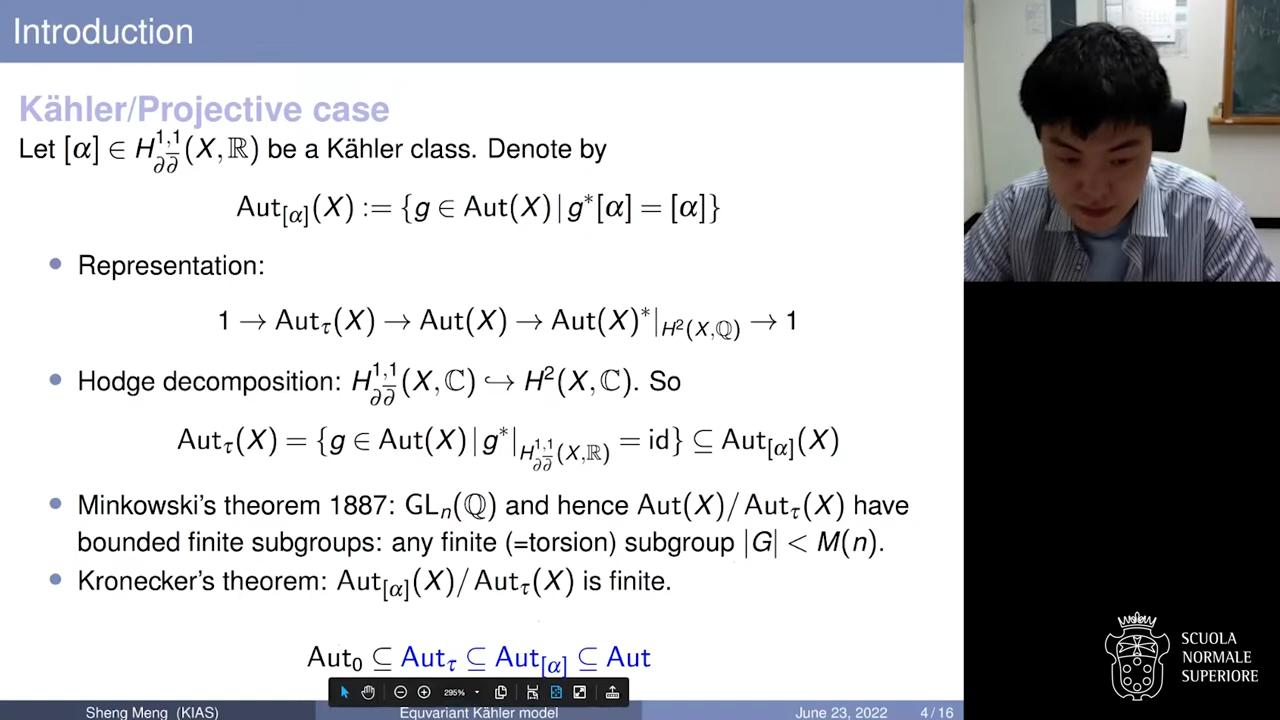 Introduction
Kähler/Projective case
Let [α] ∈ H^{1,1}_{∂∂̄}(X, ℝ) be a Kähler class. Denote by
Aut_{[α]}(X) := {g ∈ Aut(X) | g*[α] = [α]}
• Representation:
1 → Aut_τ(X) → Aut(X) → Aut(X)*|_{H²(X,ℚ)} → 1
• Hodge decomposition: H^{1,1}_{∂∂̄}(X, ℂ) ↪ H²(X, ℂ). So
Aut_τ(X) = {g ∈ Aut(X) | g*|_{H^{1,1}_{∂∂̄}(X,ℝ)} = id} ⊆ Aut_{[α]}(X)
• Minkowski's theorem 1887: GL_n(ℚ) and hence Aut(X)/Aut_τ(X) have
bounded finite subgroups: any finite (=torsion) subgroup |G| < M(n).
• Kronecker's theorem: Aut_{[α]}(X)/Aut_τ(X) is finite.
Aut_0 ⊆ Aut_τ ⊆ Aut_{[α]} ⊆ Aut
295%
Sheng Meng (KIAS)
Equvariant Kähler model
June 23, 2022
4 / 16
SCUOLA
NORMALE
SUPERIORE